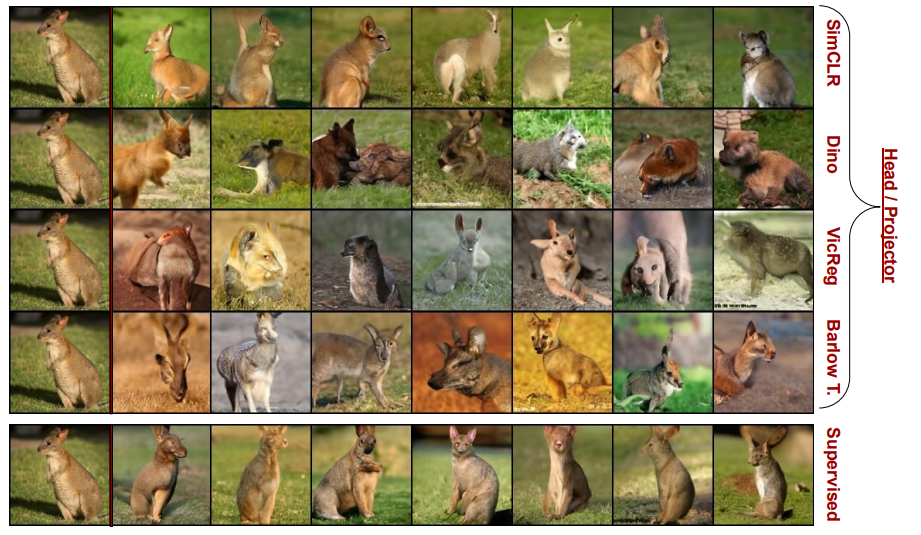 SimCLR
Dino
VicReg
Barlow T.
Head / Projector
Supervised